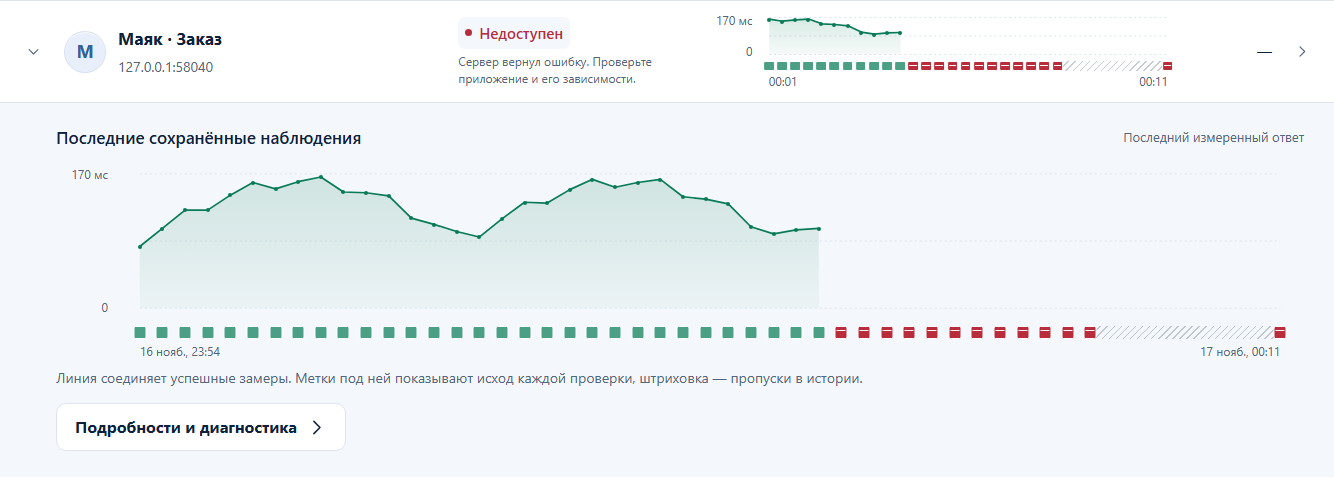 М
Маяк · Заказ
127.0.0.1:58040
Недоступен
Сервер вернул ошибку. Проверьте
приложение и его зависимости.
170 мс
0
00:01
00:11
—
Последние сохранённые наблюдения
Последний измеренный ответ
170 мс
0
16 нояб., 23:54
17 нояб., 00:11
Линия соединяет успешные замеры. Метки под ней показывают исход каждой проверки, штриховка — пропуски в истории.
Подробности и диагностика